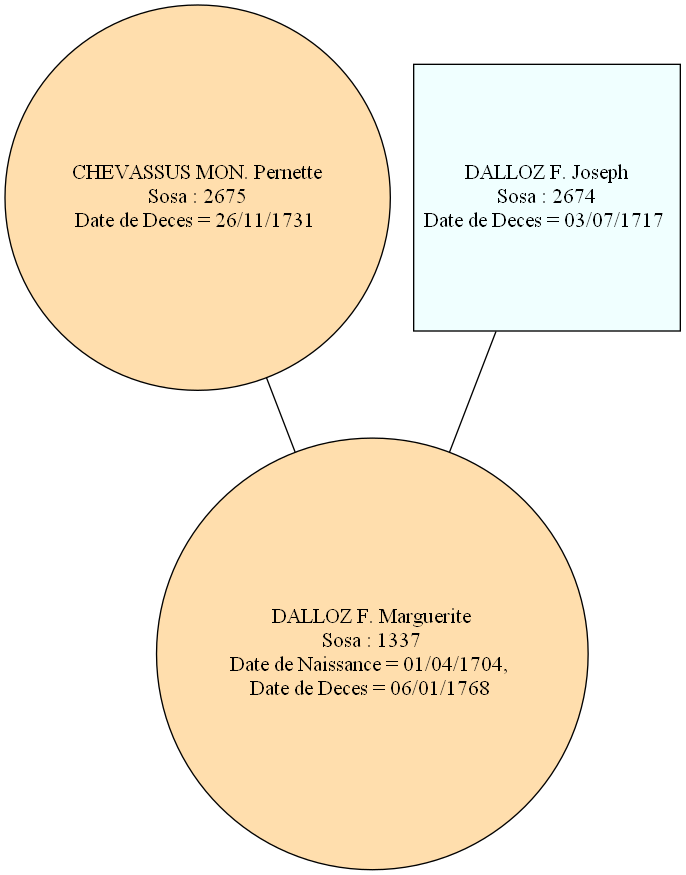 CHEVASSUS MON. Pernette
Sosa : 2675
Date de Deces = 26/11/1731
DALLOZ F. Joseph
Sosa : 2674
Date de Deces = 03/07/1717
DALLOZ F. Marguerite
Sosa : 1337
Date de Naissance = 01/04/1704,
Date de Deces = 06/01/1768